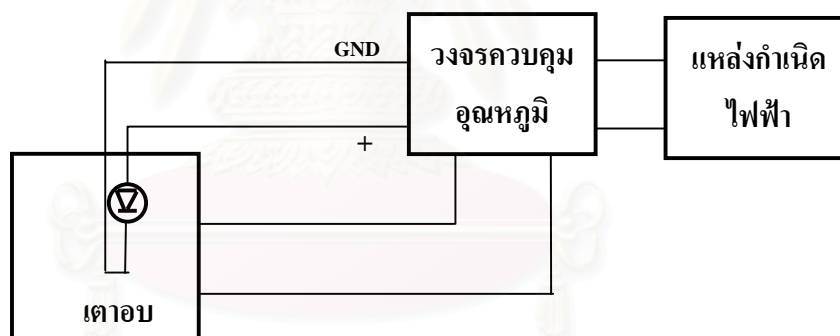 GND
วงจรควบคุม
อุณหภูมิ
แหล่งกำเนิด
ไฟฟ้า
+
เตาอบ